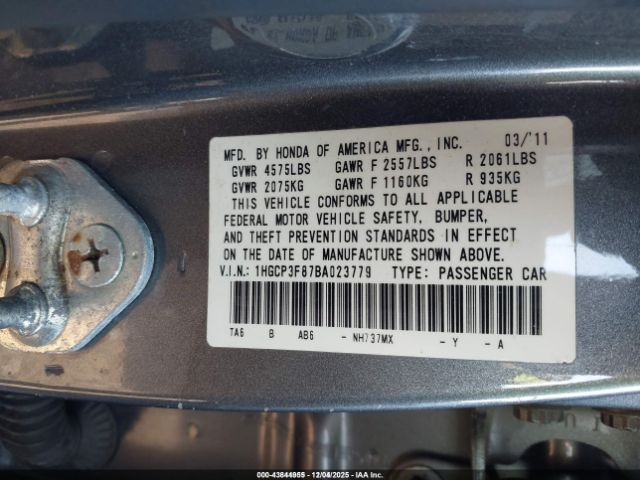 MFD. BY HONDA OF AMERICA MFG., INC. 03/'11
GVWR 4575LBS GAWR F 2557LBS R 2061LBS
GVWR 2075KG GAWR F 1160KG R 935KG
THIS VEHICLE CONFORMS TO ALL APPLICABLE
FEDERAL MOTOR VEHICLE SAFETY, BUMPER,
AND THEFT PREVENTION STANDARDS IN EFFECT
ON THE DATE OF MANUFACTURE SHOWN ABOVE.
V.I.N.: 1HGCP3F87BA023779 TYPE: PASSENGER CAR
TA6 B AB6 - NH737MX - Y - A
000-43844955 - 12/04/2025 - IAA Inc.